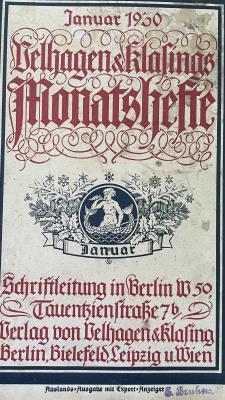 Januar 1930
Velhagen & Klasings
Monatshefte
Januar
Schriftleitung in Berlin W 50,
Tauentzienstraße 7b
Verlag von Velhagen & Klasing
Berlin, Bielefeld, Leipzig u. Wien
Auslands-Ausgabe mit Export-Anzeiger